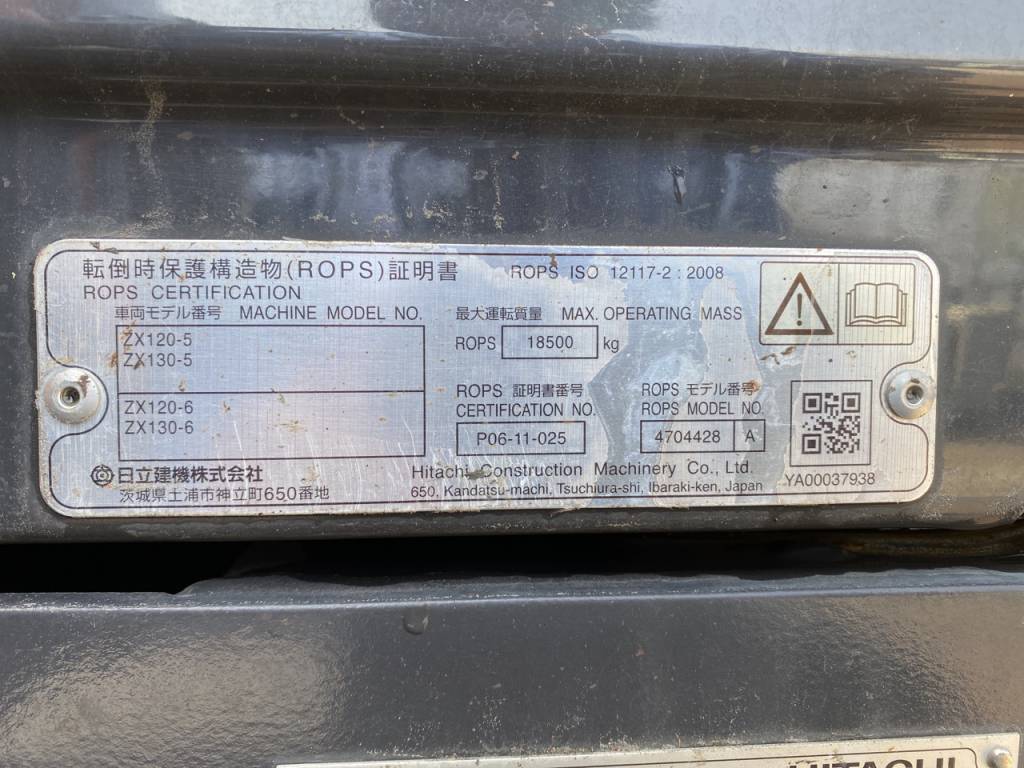 転倒時保護構造物(ROPS)証明書 ROPS ISO 12117-2 : 2008
ROPS CERTIFICATION
車両モデル番号 MACHINE MODEL NO.
ZX120-5
ZX130-5
ZX120-6
ZX130-6
最大運転質量 MAX. OPERATING MASS
ROPS 18500 kg
ROPS 証明書番号
CERTIFICATION NO.
P06-11-025
ROPS モデル番号
ROPS MODEL NO.
4704428 A
YA00037938
日立建機株式会社 Hitachi Construction Machinery Co., Ltd.
茨城県土浦市神立町650番地 650, Kandatsu-machi, Tsuchiura-shi, Ibaraki-ken, Japan
HITACHI